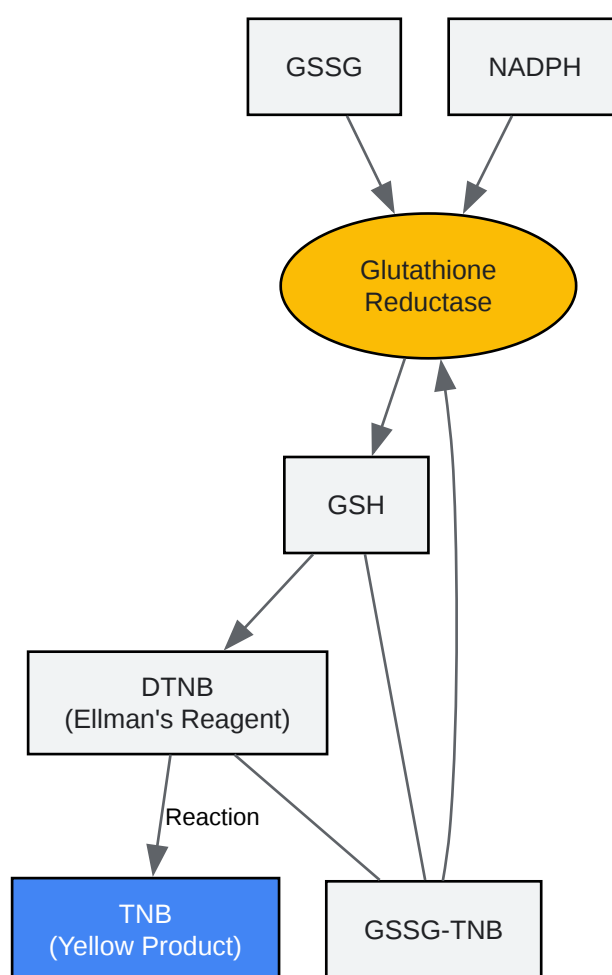 GSSG
NADPH
Glutathione
Reductase
GSH
DTNB
(Ellman's Reagent)
Reaction
TNB
(Yellow Product)
GSSG-TNB